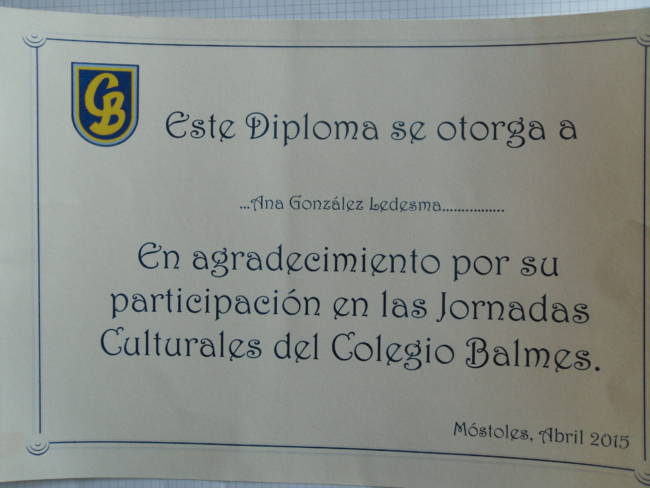 CB
Este Diploma se otorga a
...Ana González Ledesma................
En agradecimiento por su
participación en las Jornadas
Culturales del Colegio Balmes.
Móstoles, Abril 2015